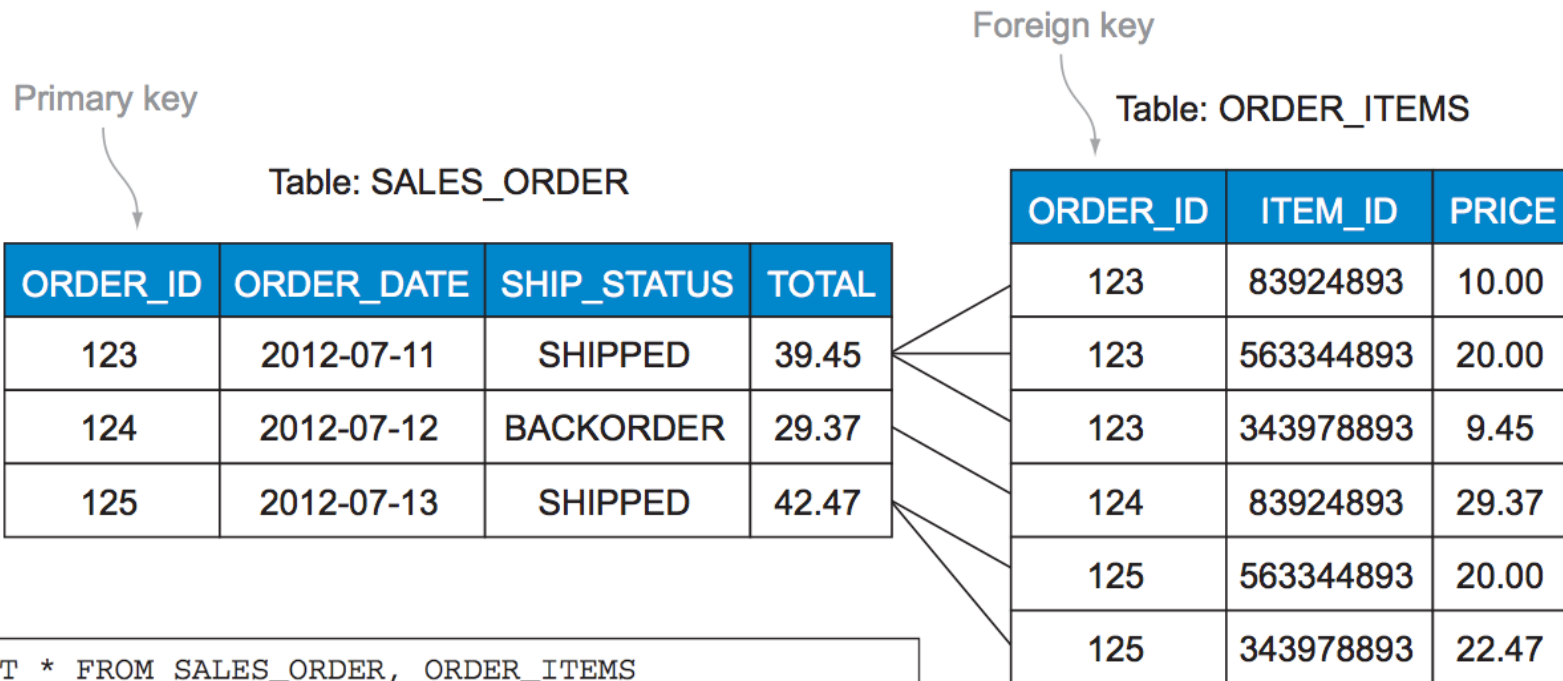 Foreign key
Primary key
Table: ORDER_ITEMS
Table: SALES_ORDER
ORDER_ID ITEM_ID PRICE
123 83924893 10.00
123 563344893 20.00
123 343978893 9.45
124 83924893 29.37
125 563344893 20.00
125 343978893 22.47
ORDER_ID ORDER_DATE SHIP_STATUS TOTAL
123 2012-07-11 SHIPPED 39.45
124 2012-07-12 BACKORDER 29.37
125 2012-07-13 SHIPPED 42.47
T * FROM SALES_ORDER, ORDER_ITEMS